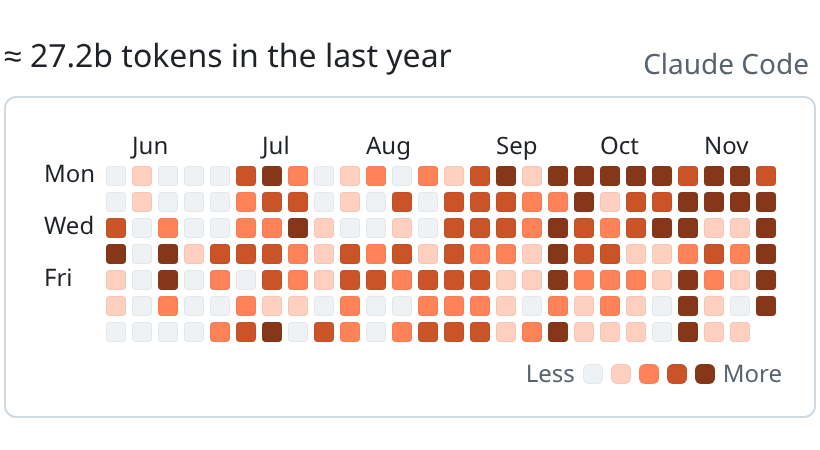 ≈ 27.2b tokens in the last year
Claude Code
Jun Jul Aug Sep Oct Nov
Mon
Wed
Fri
Less More